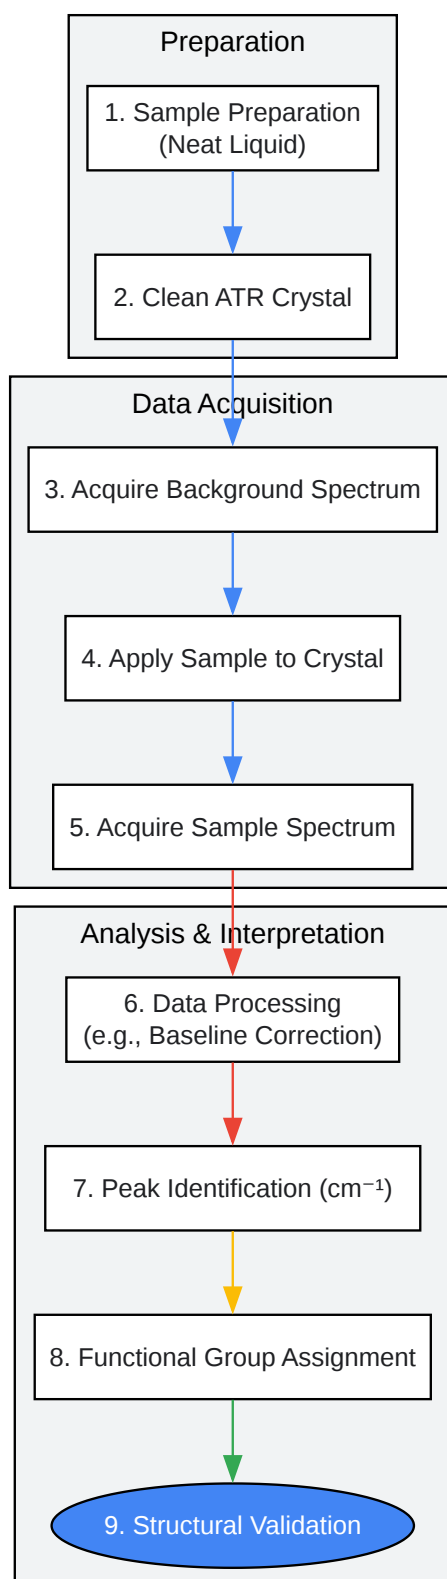 Preparation
1. Sample Preparation
(Neat Liquid)
2. Clean ATR Crystal
Data Acquisition
3. Acquire Background Spectrum
4. Apply Sample to Crystal
5. Acquire Sample Spectrum
Analysis & Interpretation
6. Data Processing
(e.g., Baseline Correction)
7. Peak Identification (cm⁻¹)
8. Functional Group Assignment
9. Structural Validation